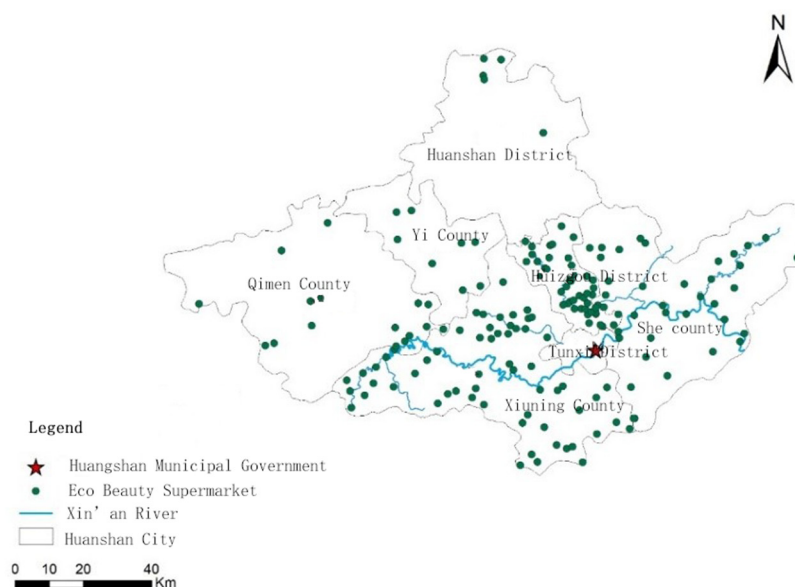 N
Huanshan District
Yi County
Qimen County
Huizhou District
She county
Tunxi District
Xiuning County
Legend
Huangshan Municipal Government
Eco Beauty Supermarket
Xin' an River
Huanshan City
0 10 20 40
Km